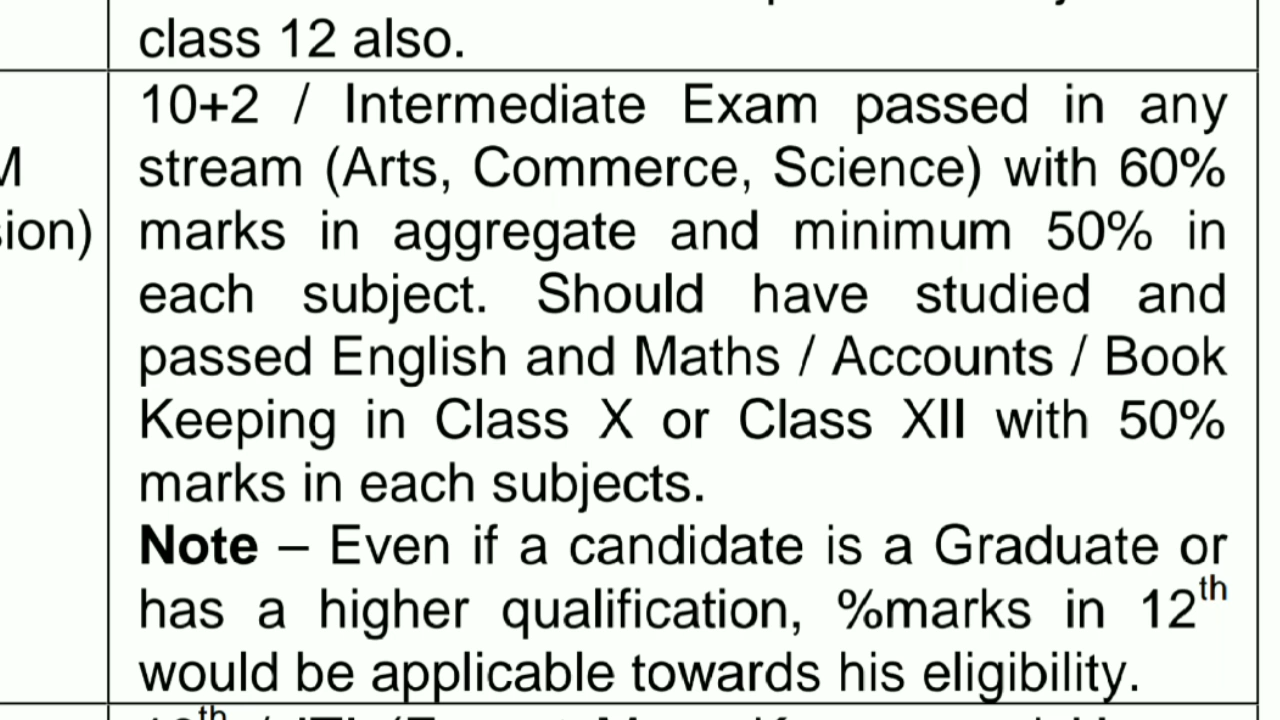 class 12 also.
10+2 / Intermediate Exam passed in any
stream (Arts, Commerce, Science) with 60%
M
marks in aggregate and minimum 50% in
sion)
each subject. Should have studied and
passed English and Maths / Accounts / Book
Keeping in Class X or Class XII with 50%
marks in each subjects.
Note – Even if a candidate is a Graduate or
has a higher qualification, %marks in 12th
would be applicable towards his eligibility.